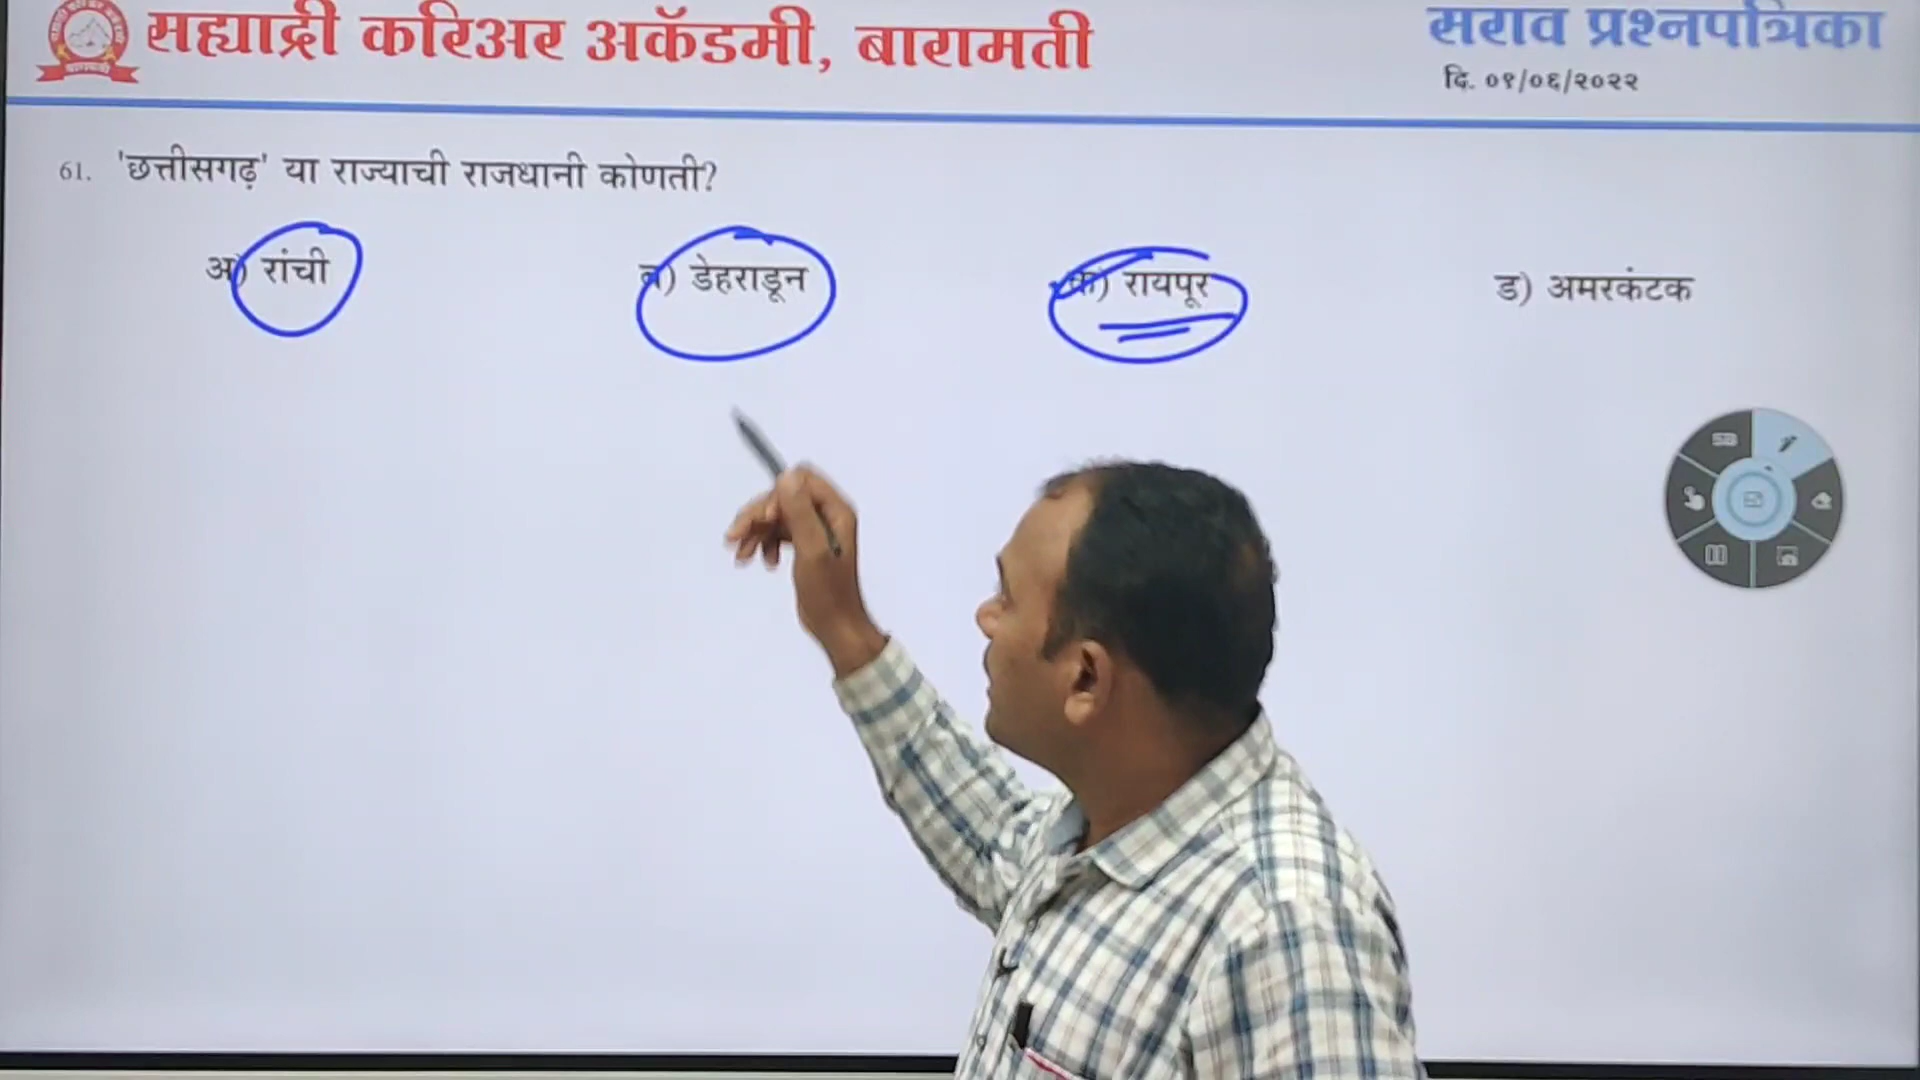 सह्याद्री करिअर अकॅडमी, बारामती
सराव प्रश्नपत्रिका
दि. ०९/०६/२०२२
61. 'छत्तीसगढ़' या राज्याची राजधानी कोणती?
अ) रांची ब) डेहराडून क) रायपूर ड) अमरकंटक